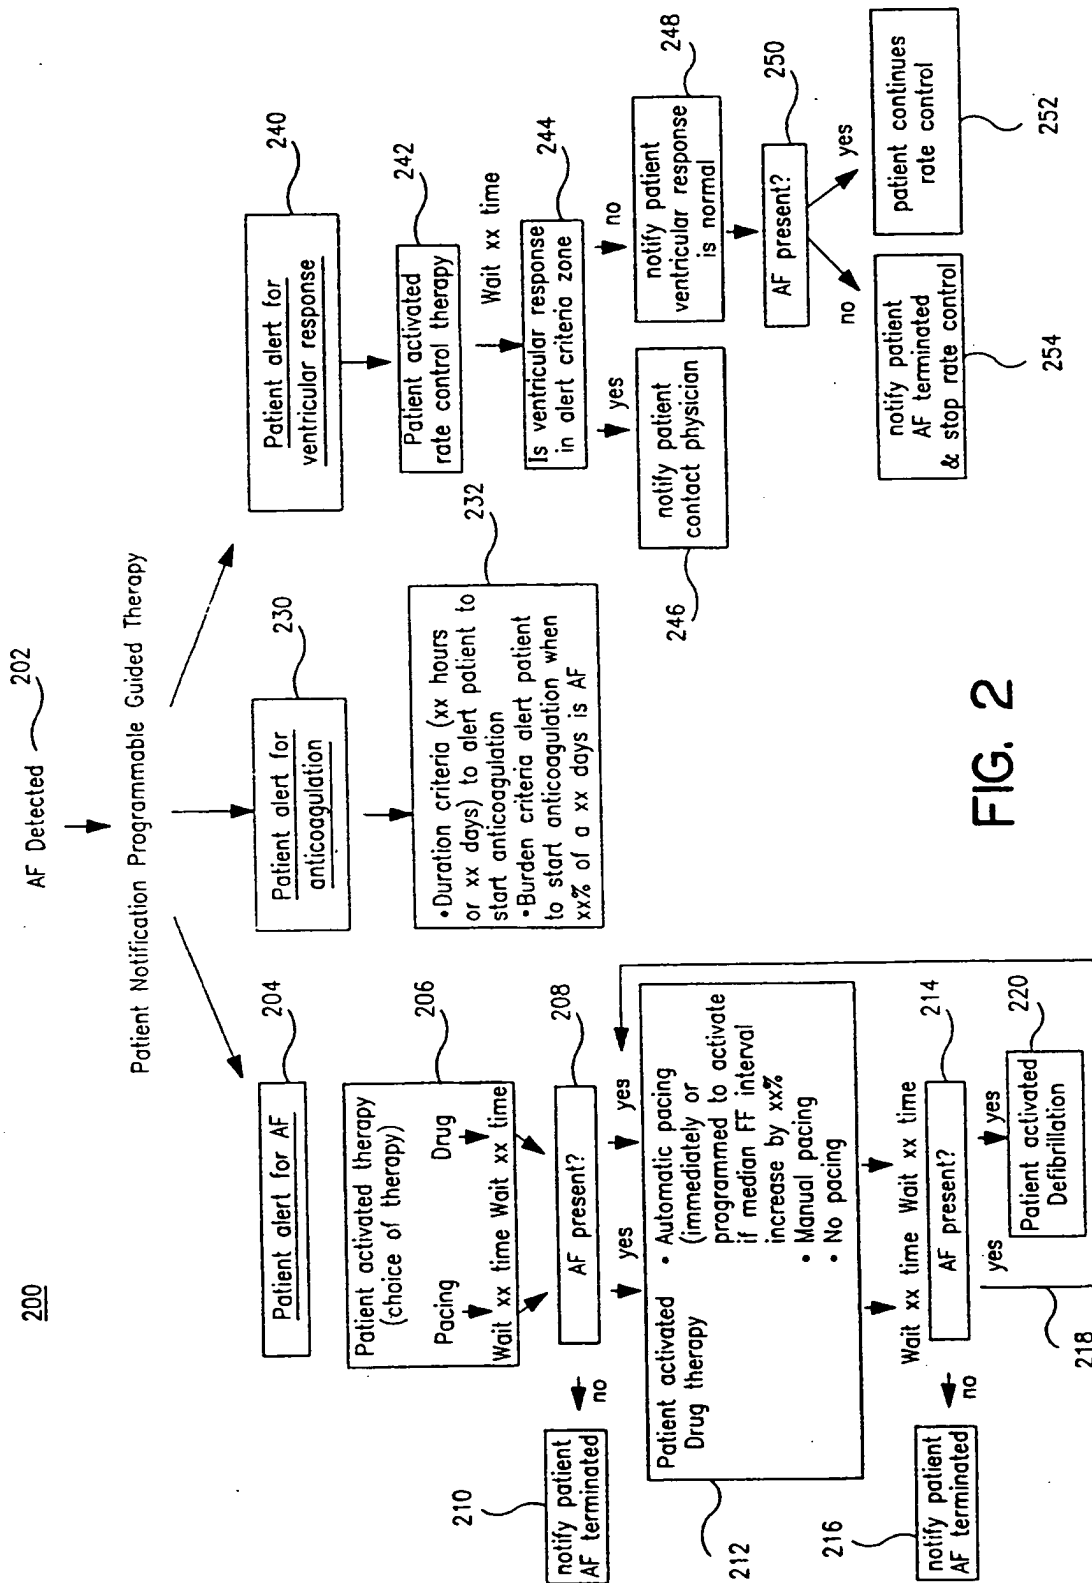 200
AF Detected
202
Patient Notification Programmable Guided Therapy
Patient alert for AF
204
Patient activated therapy
(choice of therapy)
Pacing
Drug
Wait xx time Wait xx time
206
AF present?
208
no
notify patient
AF terminated
210
yes
yes
Patient activated
Drug therapy
• Automatic pacing
(immediately or
programmed to activate
if median FF interval
increase by xx%
• Manual pacing
• No pacing
212
Wait xx time Wait xx time
AF present?
214
no
notify patient
AF terminated
216
yes
218
yes
Patient activated
Defibrillation
220
Patient alert for
anticoagulation
230
• Duration criteria (xx hours
or xx days) to alert patient to
start anticoagulation
• Burden criteria alert patient
to start anticoagulation when
xx% of a xx days is AF
232
Patient alert for
ventricular response
240
Patient activated
rate control therapy
242
Wait xx time
Is ventricular response
in alert criteria zone
244
yes
notify patient
contact physician
246
no
notify patient
ventricular response
is normal
248
AF present?
250
no
notify patient
AF terminated
& stop rate control
254
yes
patient continues
rate control
252
FIG. 2